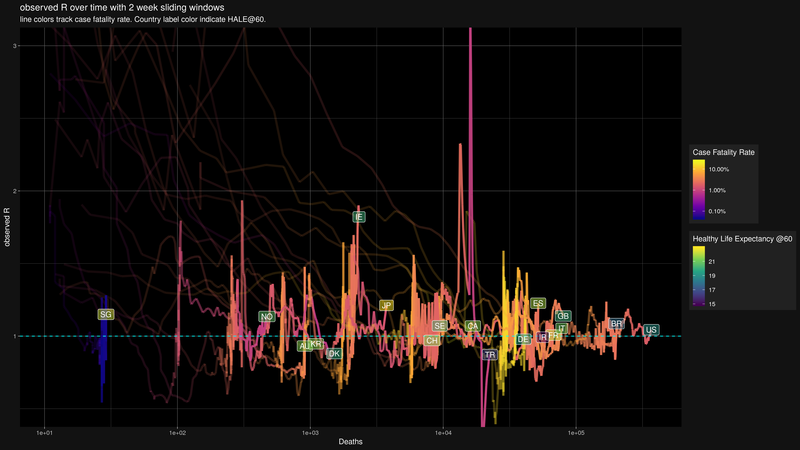 observed R over time with 2 week sliding windows
line colors track case fatality rate. Country label color indicate HALE@60.
3
2
1
observed R
IE
SG
NO
JP
AU
KR
DK
SE
CH
CA
TR
ES
GB
IT
DE
IR
FR
BR
US
1e+01
1e+02
1e+03
1e+04
1e+05
Deaths
Case Fatality Rate
10.00%
1.00%
0.10%
Healthy Life Expectancy @60
21
19
17
15